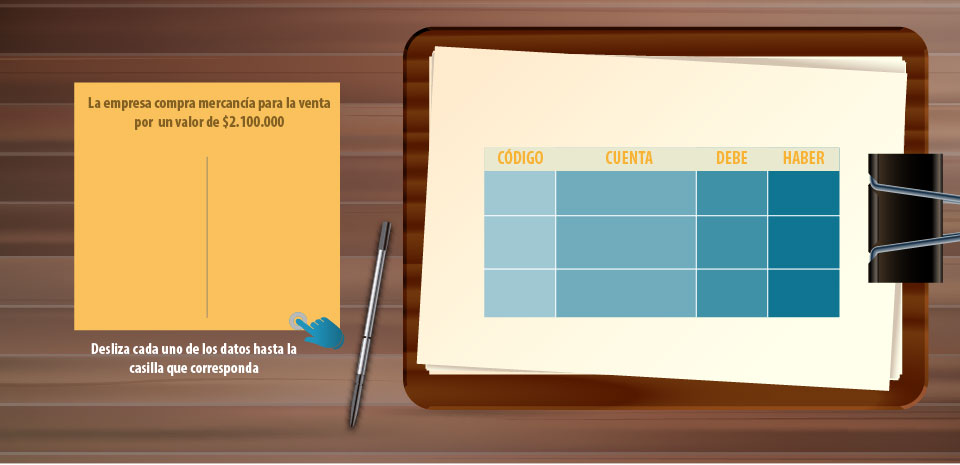 La empresa compra mercancía para la venta
por un valor de $2.100.000
Desliza cada uno de los datos hasta la
casilla que corresponda
CÓDIGO CUENTA DEBE HABER